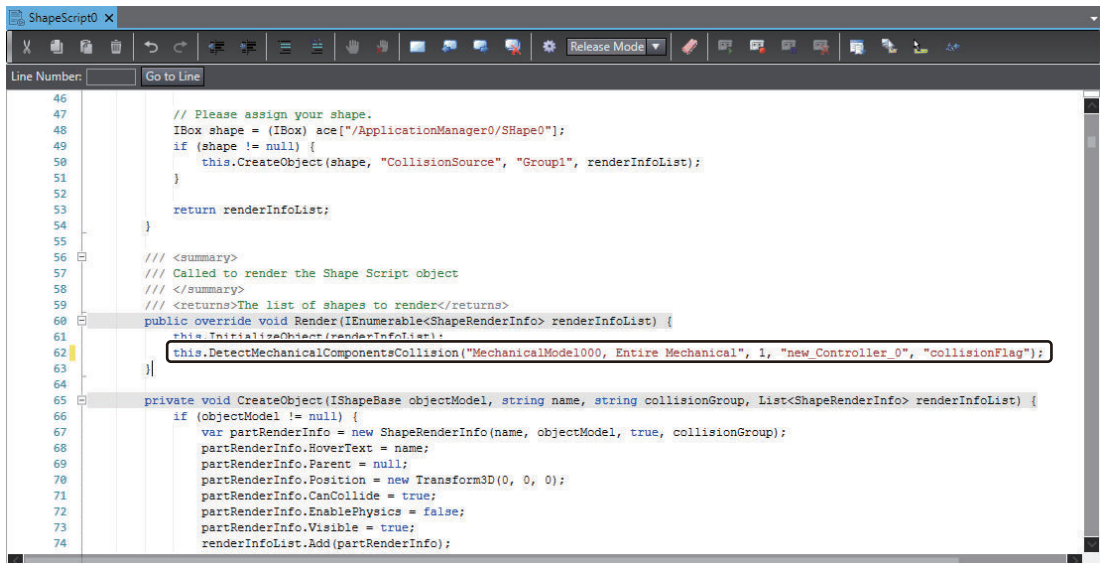 ShapeScript0
Release Mode
Line Number: Go to Line
46
47 // Please assign your shape.
48 IBox shape = (IBox) ace["/ApplicationManager0/SHape0"];
49 if (shape != null) {
50 this.CreateObject(shape, "CollisionSource", "Group1", renderInfoList);
51 }
52
53 return renderInfoList;
54 }
55
56 /// <summary>
57 /// Called to render the Shape Script object
58 /// </summary>
59 /// <returns>The list of shapes to render</returns>
60 public override void Render(IEnumerable<ShapeRenderInfo> renderInfoList) {
61 this.InitializeObject(renderInfoList);
62 this.DetectMechanicalComponentsCollision("MechanicalModel000, Entire Mechanical", 1, "new_Controller_0", "collisionFlag");
63 }
64
65 private void CreateObject(IShapeBase objectModel, string name, string collisionGroup, List<ShapeRenderInfo> renderInfoList) {
66 if (objectModel != null) {
67 var partRenderInfo = new ShapeRenderInfo(name, objectModel, true, collisionGroup);
68 partRenderInfo.HoverText = name;
69 partRenderInfo.Parent = null;
70 partRenderInfo.Position = new Transform3D(0, 0, 0);
71 partRenderInfo.CanCollide = true;
72 partRenderInfo.EnablePhysics = false;
73 partRenderInfo.Visible = true;
74 renderInfoList.Add(partRenderInfo);